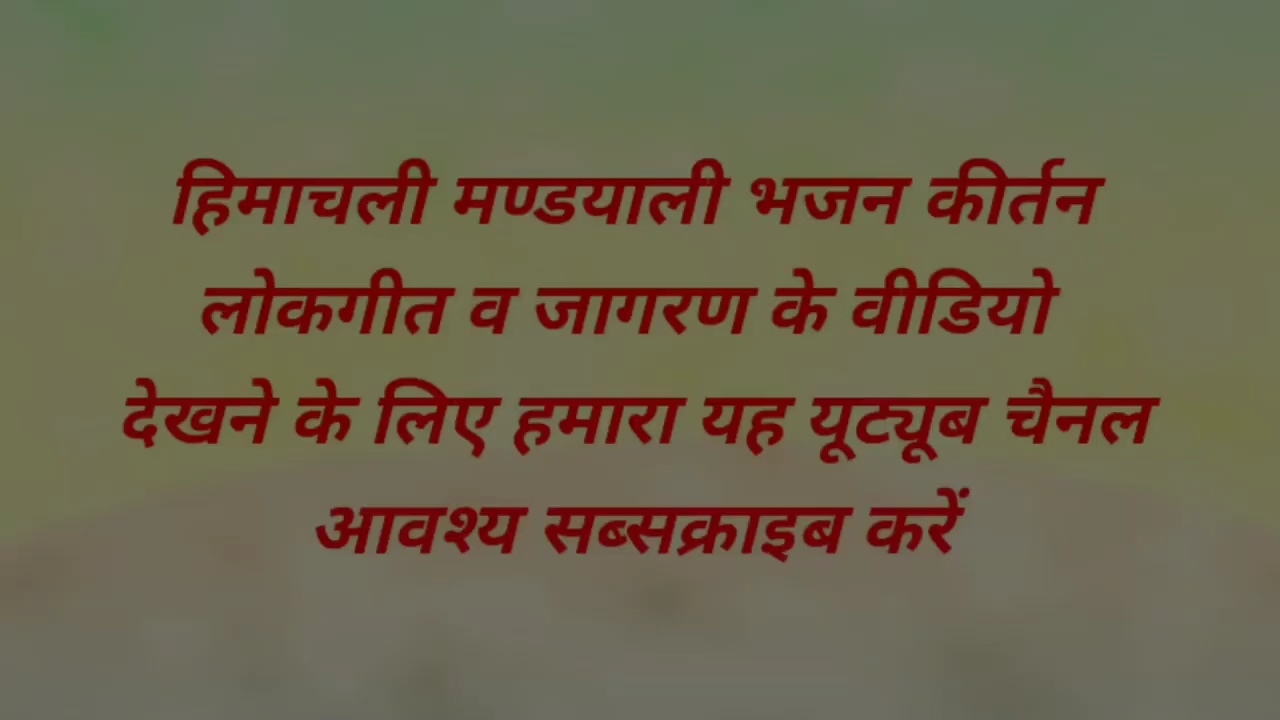 हिमाचली मण्डयाली भजन कीर्तन
लोकगीत व जागरण के वीडियो
देखने के लिए हमारा यह यूट्यूब चैनल
आवश्य सब्सक्राइब करें